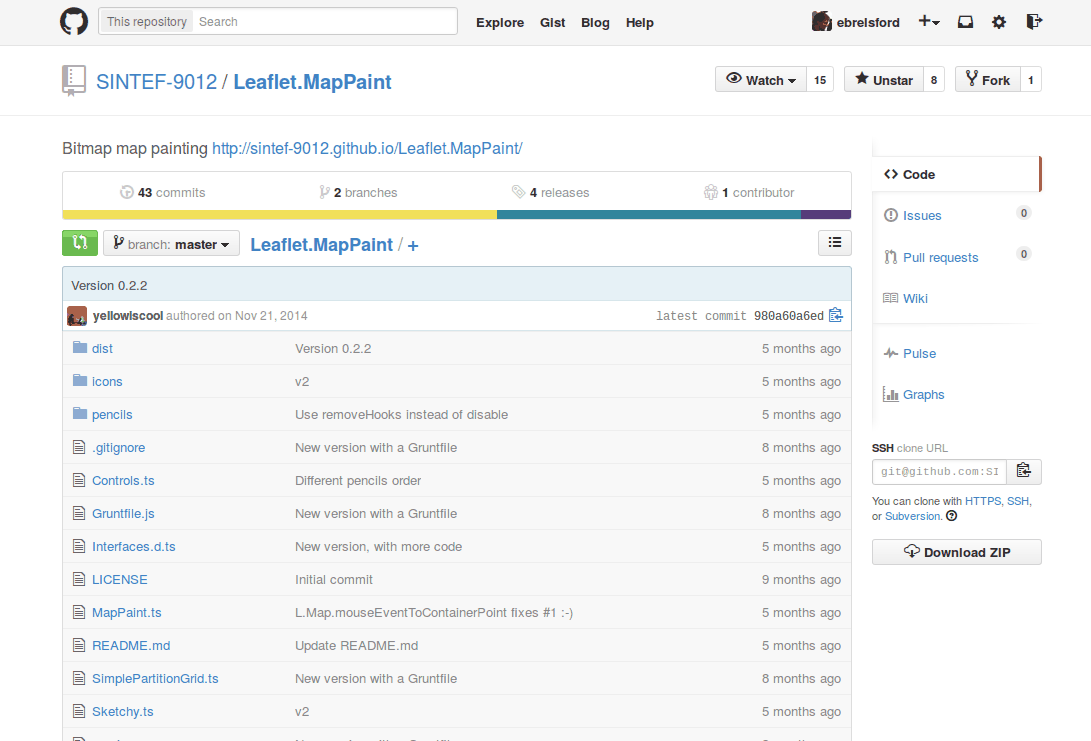 This repository Search Explore Gist Blog Help ebrelsford
SINTEF-9012 / Leaflet.MapPaint Watch 15 Unstar 8 Fork 1
Bitmap map painting http://sintef-9012.github.io/Leaflet.MapPaint/
43 commits 2 branches 4 releases 1 contributor
branch: master Leaflet.MapPaint / +
Version 0.2.2
yellowiscool authored on Nov 21, 2014 latest commit 980a60a6ed
dist Version 0.2.2 5 months ago
icons v2 5 months ago
pencils Use removeHooks instead of disable 5 months ago
.gitignore New version with a Gruntfile 8 months ago
Controls.ts Different pencils order 5 months ago
Gruntfile.js New version with a Gruntfile 8 months ago
Interfaces.d.ts New version, with more code 5 months ago
LICENSE Initial commit 9 months ago
MapPaint.ts L.Map.mouseEventToContainerPoint fixes #1 :-) 5 months ago
README.md Update README.md 5 months ago
SimplePartitionGrid.ts New version with a Gruntfile 8 months ago
Sketchy.ts v2 5 months ago
Code
Issues 0
Pull requests 0
Wiki
Pulse
Graphs
SSH clone URL
git@github.com:SI
You can clone with HTTPS, SSH,
or Subversion.
Download ZIP